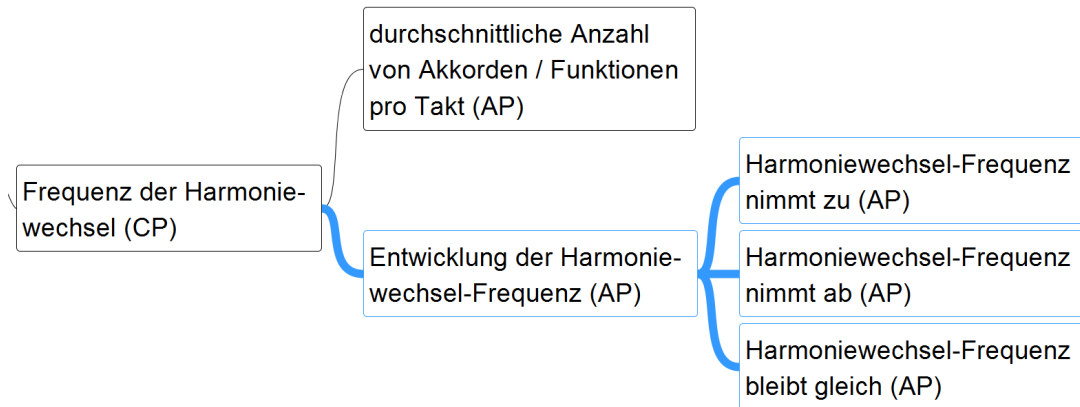 durchschnittliche Anzahl
von Akkorden / Funktionen
pro Takt (AP)
Frequenz der Harmonie-
wechsel (CP)
Entwicklung der Harmonie-
wechsel-Frequenz (AP)
Harmoniewechsel-Frequenz
nimmt zu (AP)
Harmoniewechsel-Frequenz
nimmt ab (AP)
Harmoniewechsel-Frequenz
bleibt gleich (AP)